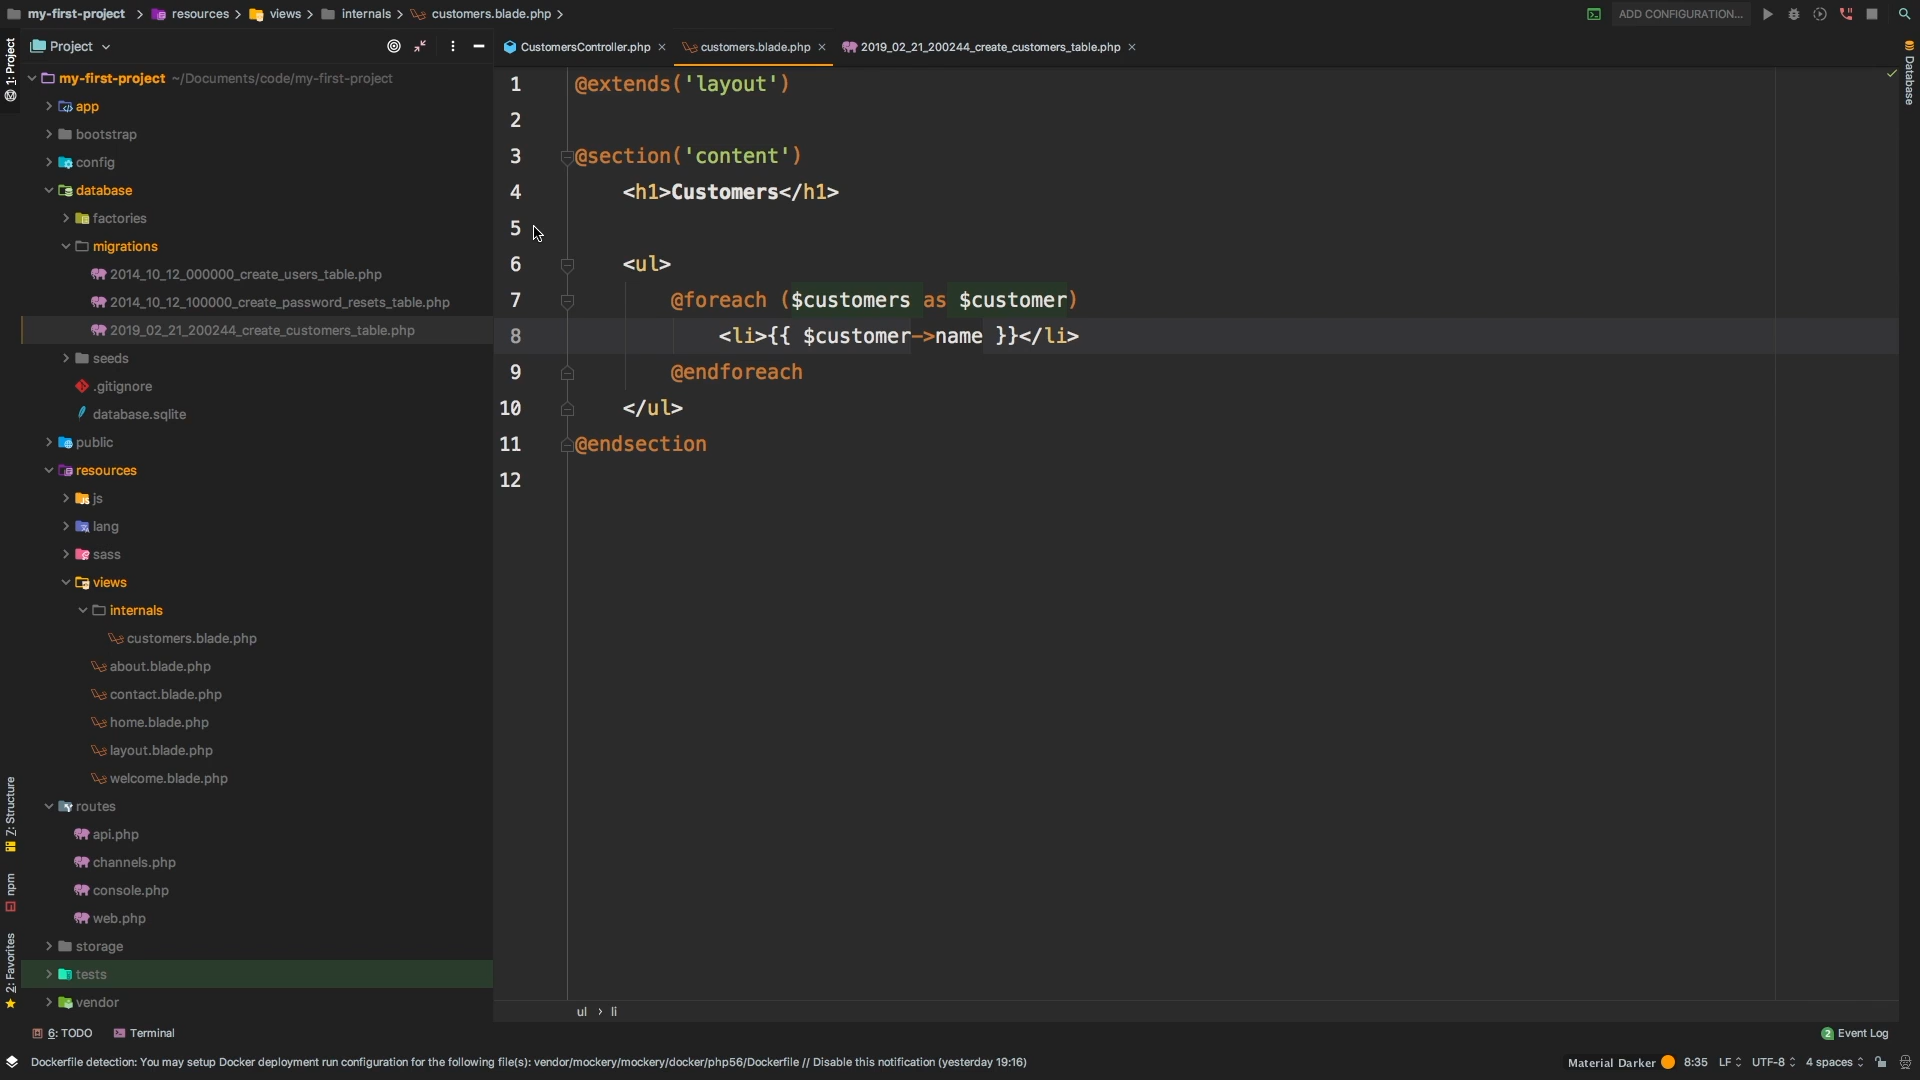 my-first-project > resources > views > internals > customers.blade.php >
ADD CONFIGURATION...
1: Project
Project
CustomersController.php
customers.blade.php
2019_02_21_200244_create_customers_table.php
Database
my-first-project ~/Documents/code/my-first-project
app
bootstrap
config
database
factories
migrations
2014_10_12_000000_create_users_table.php
2014_10_12_100000_create_password_resets_table.php
2019_02_21_200244_create_customers_table.php
seeds
.gitignore
database.sqlite
public
resources
js
lang
sass
views
internals
customers.blade.php
about.blade.php
contact.blade.php
home.blade.php
layout.blade.php
welcome.blade.php
routes
api.php
channels.php
console.php
web.php
storage
tests
vendor
Z: Structure
npm
2: Favorites
1 @extends('layout')
2
3 @section('content')
4 <h1>Customers</h1>
5
6 <ul>
7 @foreach ($customers as $customer)
8 <li>{{ $customer->name }}</li>
9 @endforeach
10 </ul>
11 @endsection
12
ul > li
6: TODO
Terminal
2 Event Log
Dockerfile detection: You may setup Docker deployment run configuration for the following file(s): vendor/mockery/mockery/docker/php56/Dockerfile // Disable this notification (yesterday 19:16)
Material Darker 8:35 LF UTF-8 4 spaces